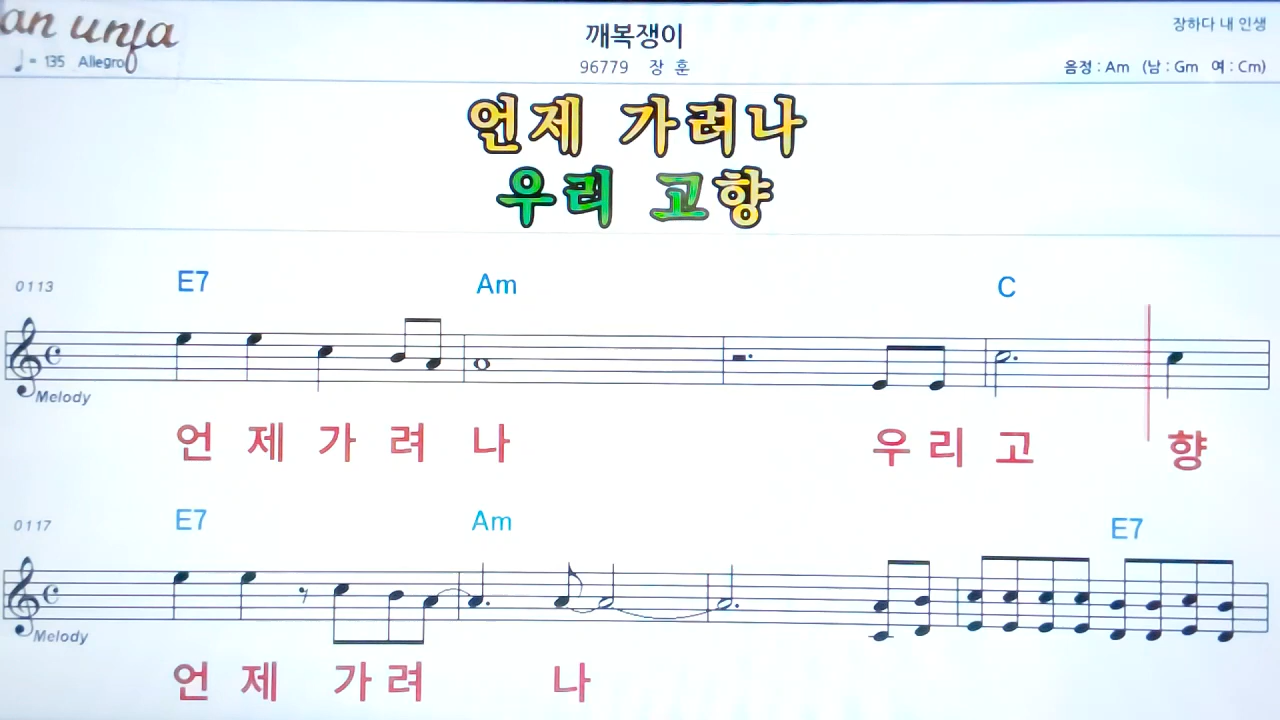 an unfa
♩= 135 Allegro
깨복쟁이
96779 장 훈
장하다 내 인생
음정 : Am (남 : Gm 여 : Cm)
언제 가려나
우리 고향
0113 E7 Am C
Melody
언 제 가 려 나 우 리 고 향
0117 E7 Am E7
Melody
언 제 가 려 나